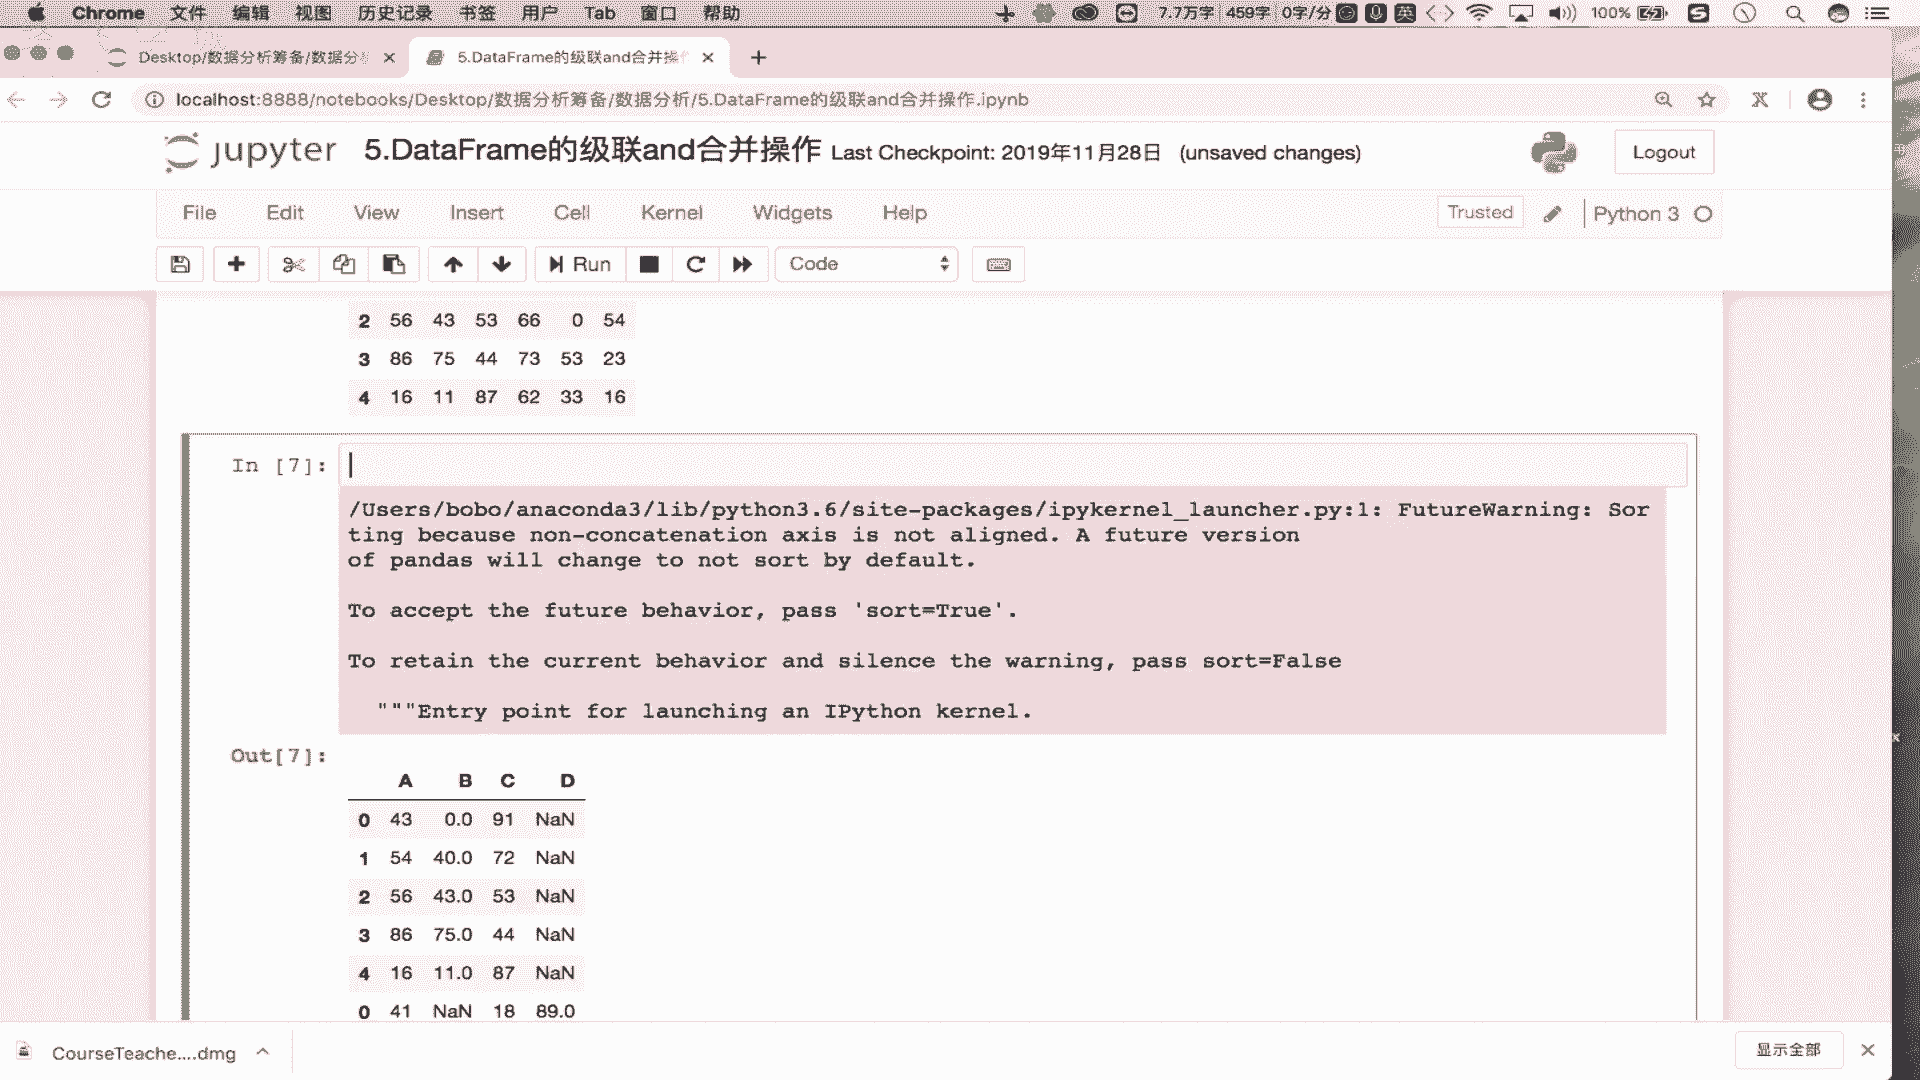 Chrome 文件 编辑 视图 历史记录 书签 用户 Tab 窗口 帮助 7.7万字 459字 0字/分 英 100%
Desktop/数据分析筹备/数据分 5.DataFrame的级联and合并操
localhost:8888/notebooks/Desktop/数据分析筹备/数据分析/5.DataFrame的级联and合并操作.ipynb
jupyter 5.DataFrame的级联and合并操作 Last Checkpoint: 2019年11月28日 (unsaved changes) Logout
File Edit View Insert Cell Kernel Widgets Help Trusted Python 3
Run Code
2 56 43 53 66 0 54
3 86 75 44 73 53 23
4 16 11 87 62 33 16
In [7]:
/Users/bobo/anaconda3/lib/python3.6/site-packages/ipykernel_launcher.py:1: FutureWarning: Sor
ting because non-concatenation axis is not aligned. A future version
of pandas will change to not sort by default.
To accept the future behavior, pass 'sort=True'.
To retain the current behavior and silence the warning, pass sort=False
"""Entry point for launching an IPython kernel.
Out[7]:
A B C D
0 43 0.0 91 NaN
1 54 40.0 72 NaN
2 56 43.0 53 NaN
3 86 75.0 44 NaN
4 16 11.0 87 NaN
0 41 NaN 18 89.0
CourseTeache....dmg 显示全部